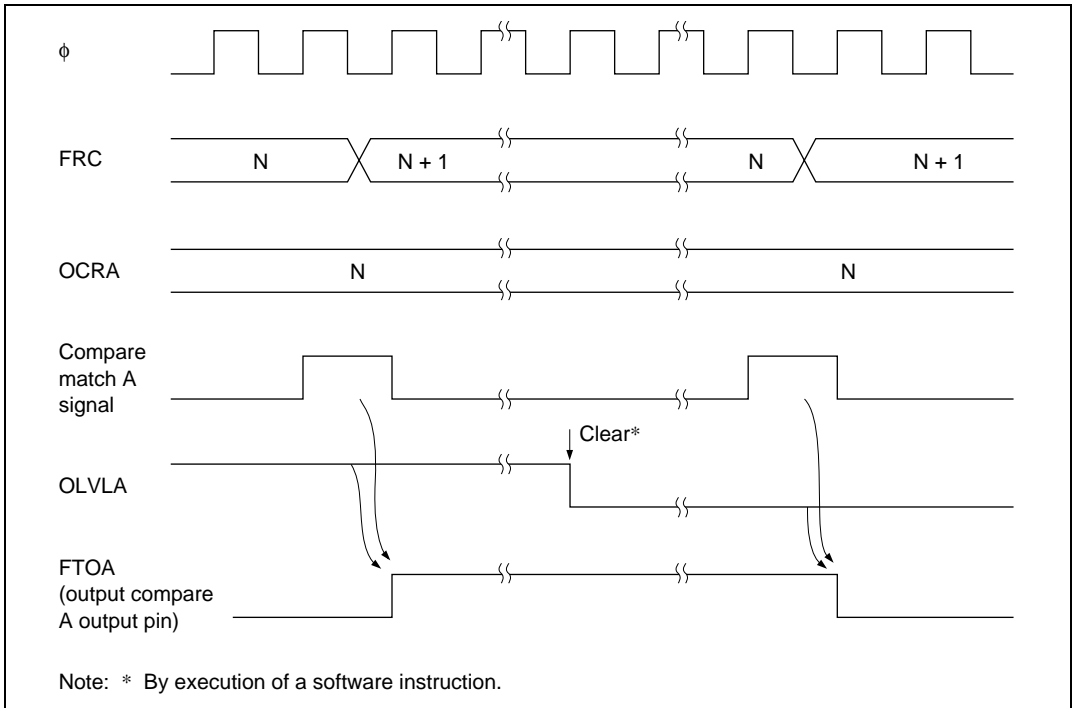 ϕ
FRC
N
N + 1
N
N + 1
OCRA
N
N
Compare
match A
signal
Clear*
OLVLA
FTOA
(output compare
A output pin)
Note: * By execution of a software instruction.